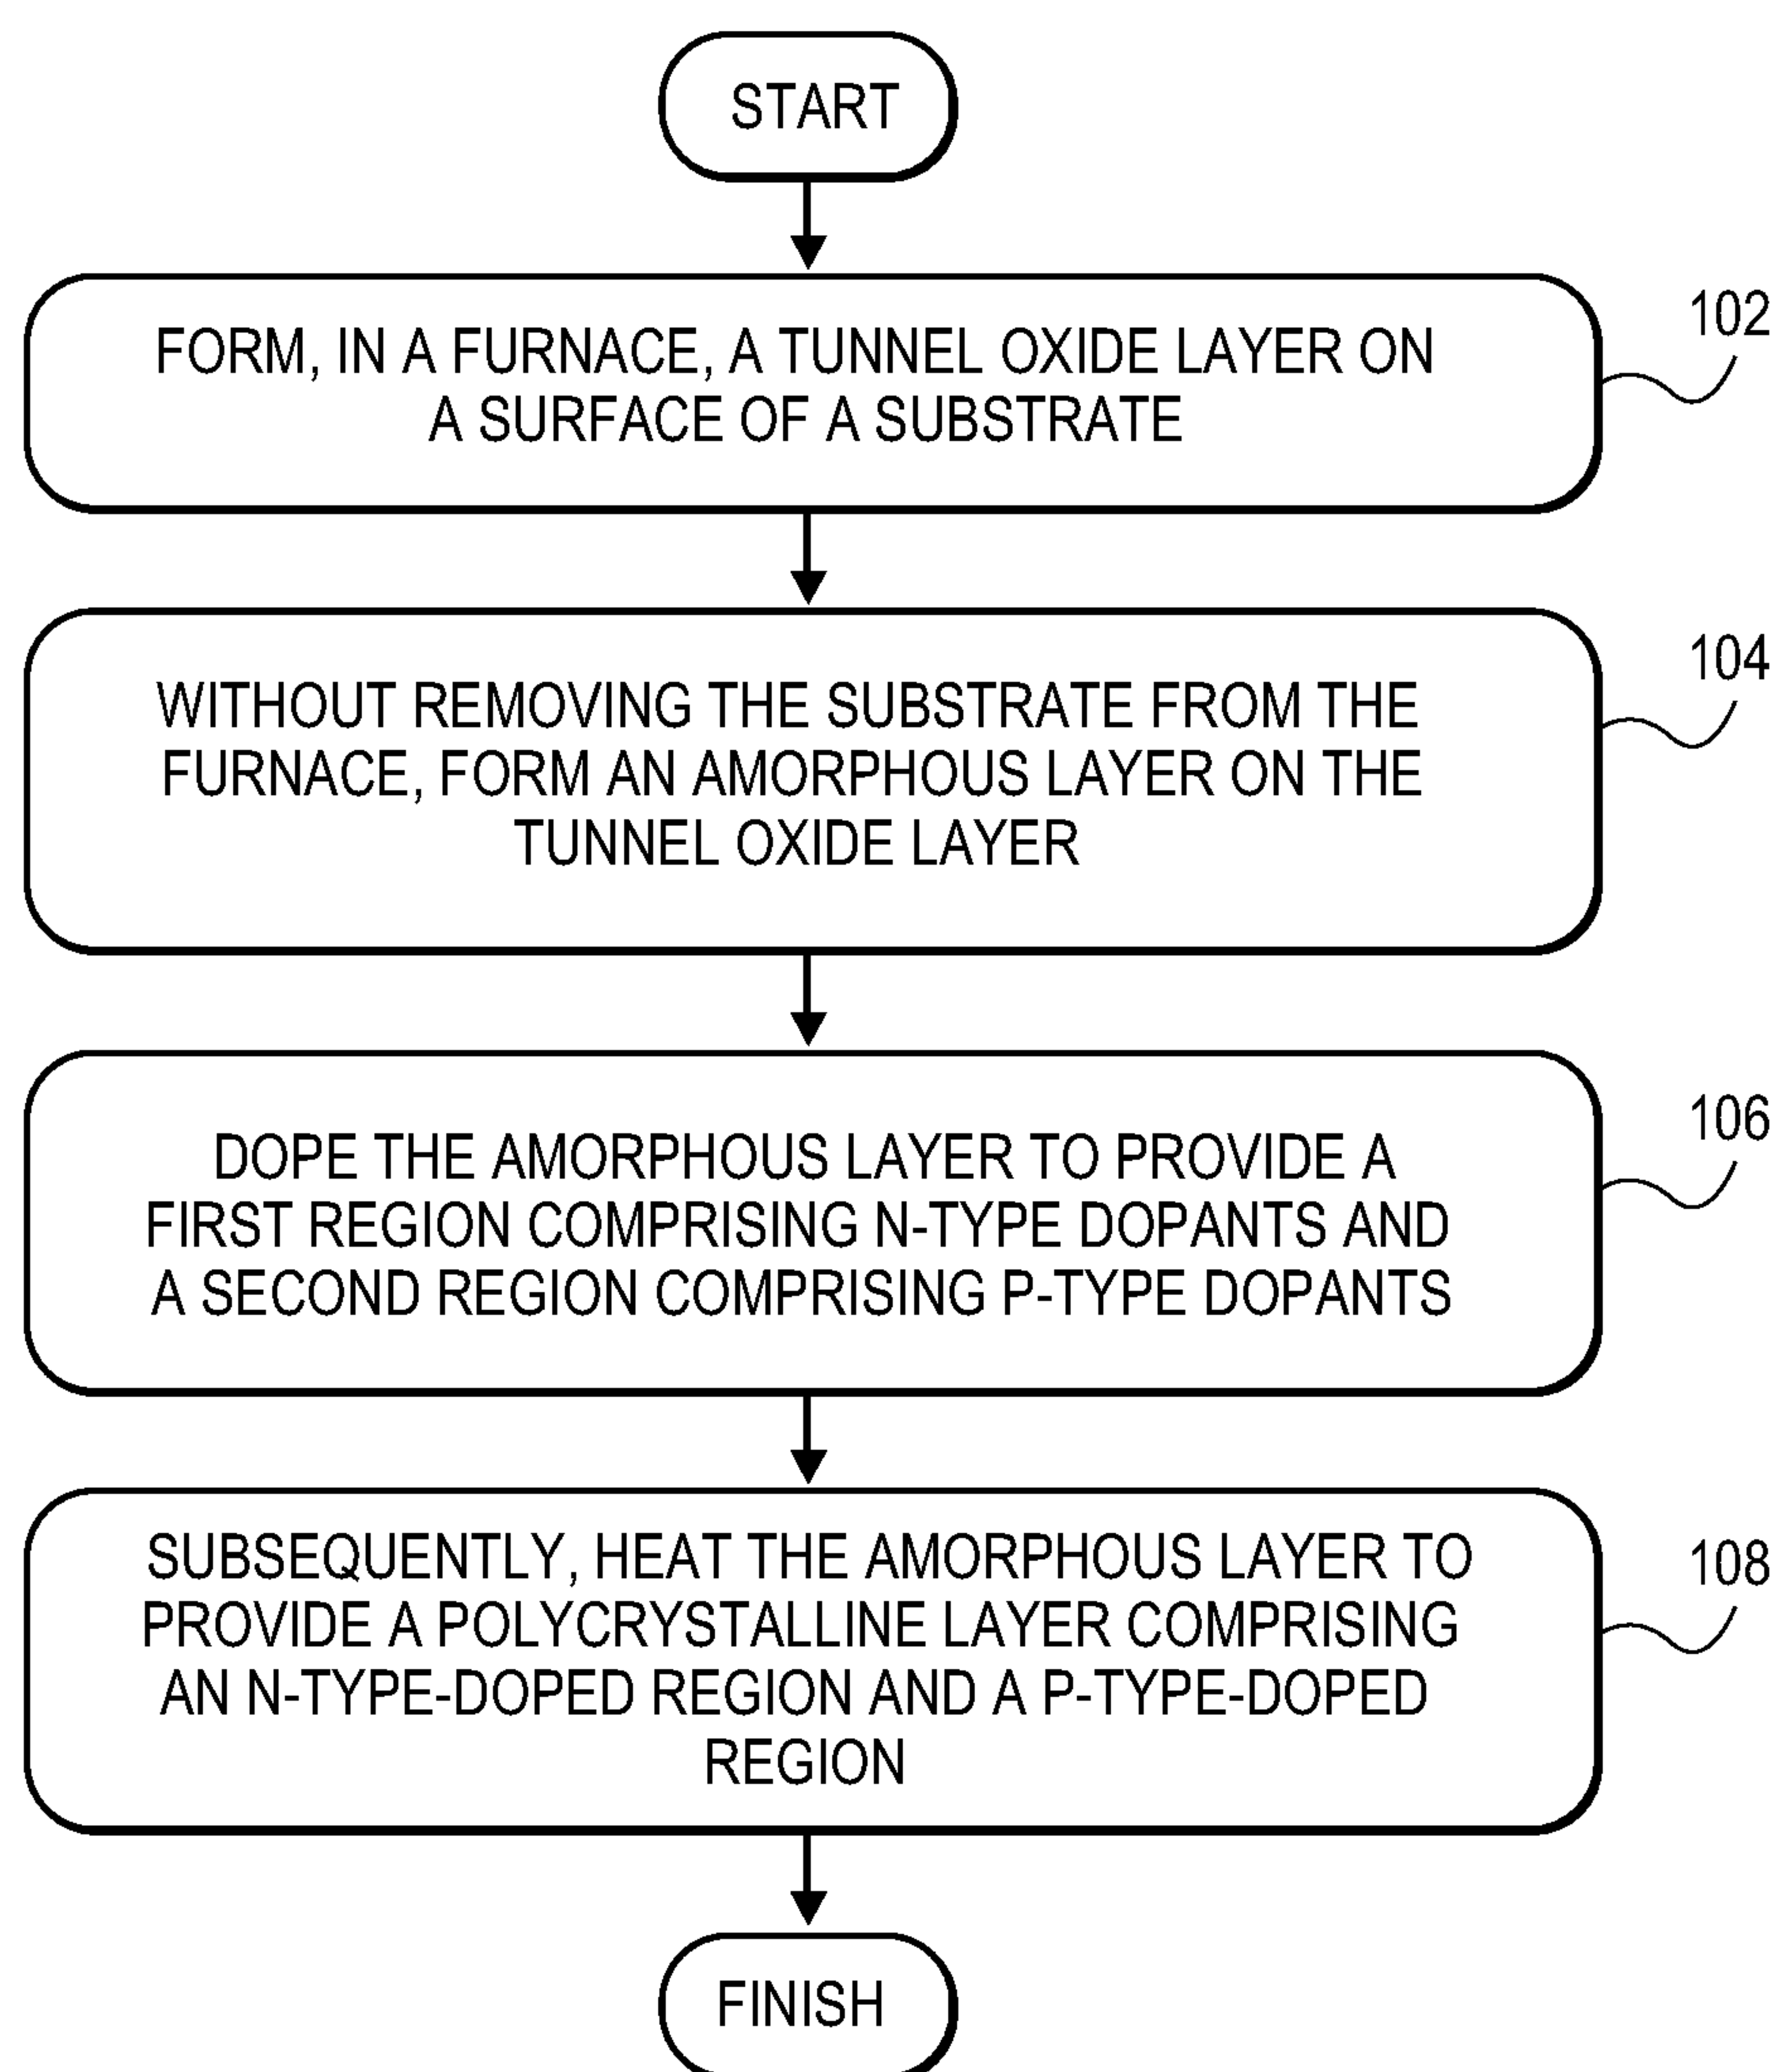 START
102
FORM, IN A FURNACE, A TUNNEL OXIDE LAYER ON
A SURFACE OF A SUBSTRATE
104
WITHOUT REMOVING THE SUBSTRATE FROM THE
FURNACE, FORM AN AMORPHOUS LAYER ON THE
TUNNEL OXIDE LAYER
106
DOPE THE AMORPHOUS LAYER TO PROVIDE A
FIRST REGION COMPRISING N-TYPE DOPANTS AND
A SECOND REGION COMPRISING P-TYPE DOPANTS
108
SUBSEQUENTLY, HEAT THE AMORPHOUS LAYER TO
PROVIDE A POLYCRYSTALLINE LAYER COMPRISING
AN N-TYPE-DOPED REGION AND A P-TYPE-DOPED
REGION
FINISH